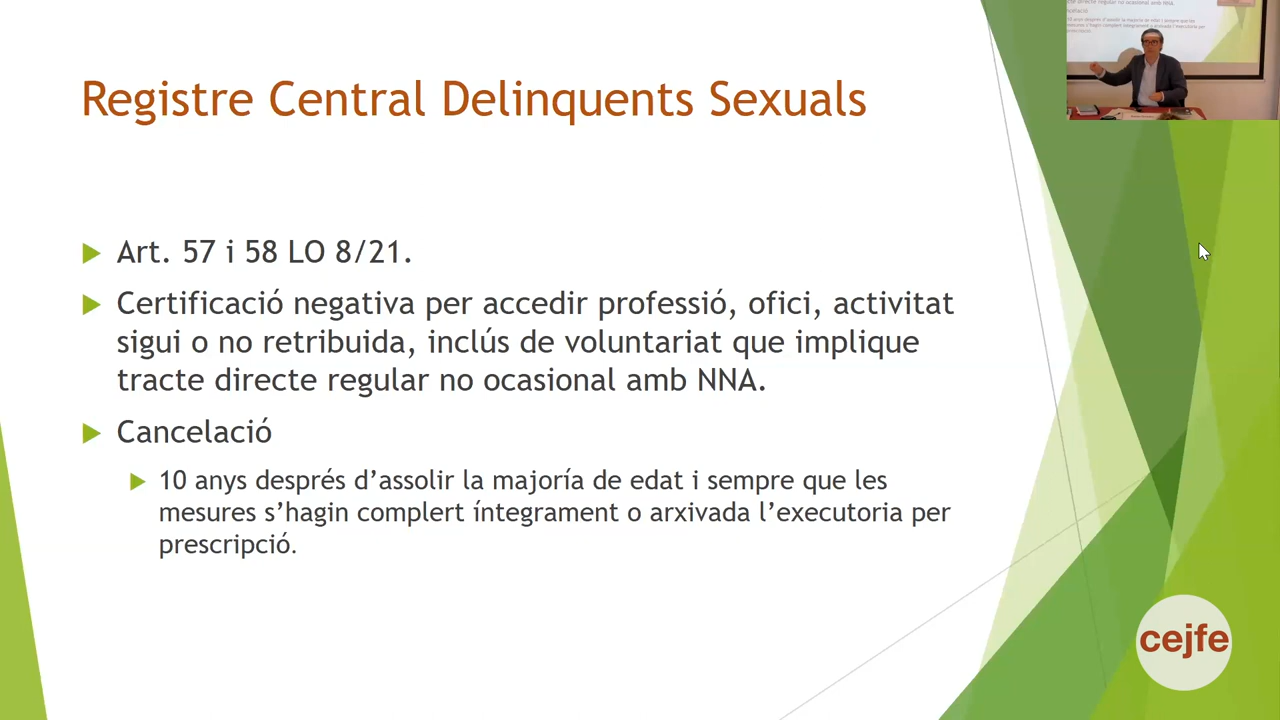 Registre Central Delinquents Sexuals
Art. 57 i 58 LO 8/21.
Certificació negativa per accedir professió, ofici, activitat
sigui o no retribuida, inclús de voluntariat que implique
tracte directe regular no ocasional amb NNA.
Cancelació
10 anys després d’assolir la majoría de edat i sempre que les
mesures s’hagin complert íntegrament o arxivada l’executoria per
prescripció.
cejfe